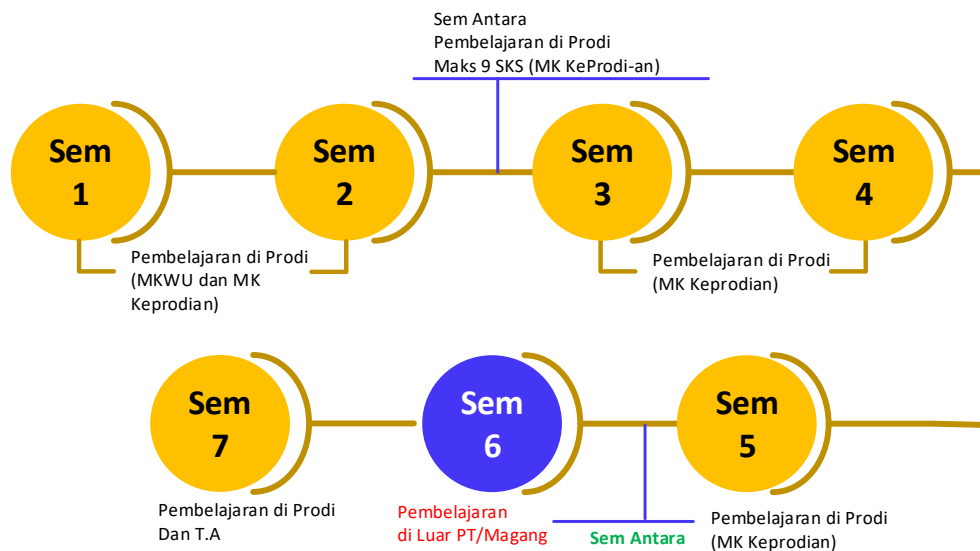 Sem Antara
Pembelajaran di Prodi
Maks 9 SKS (MK KeProdi-an)
Sem
1
Sem
2
Sem
3
Sem
4
Pembelajaran di Prodi
(MKWU dan MK
Keprodian)
Pembelajaran di Prodi
(MK Keprodian)
Sem
7
Sem
6
Sem
5
Pembelajaran di Prodi
Dan T.A
Pembelajaran
di Luar PT/Magang
Sem Antara
Pembelajaran di Prodi
(MK Keprodian)